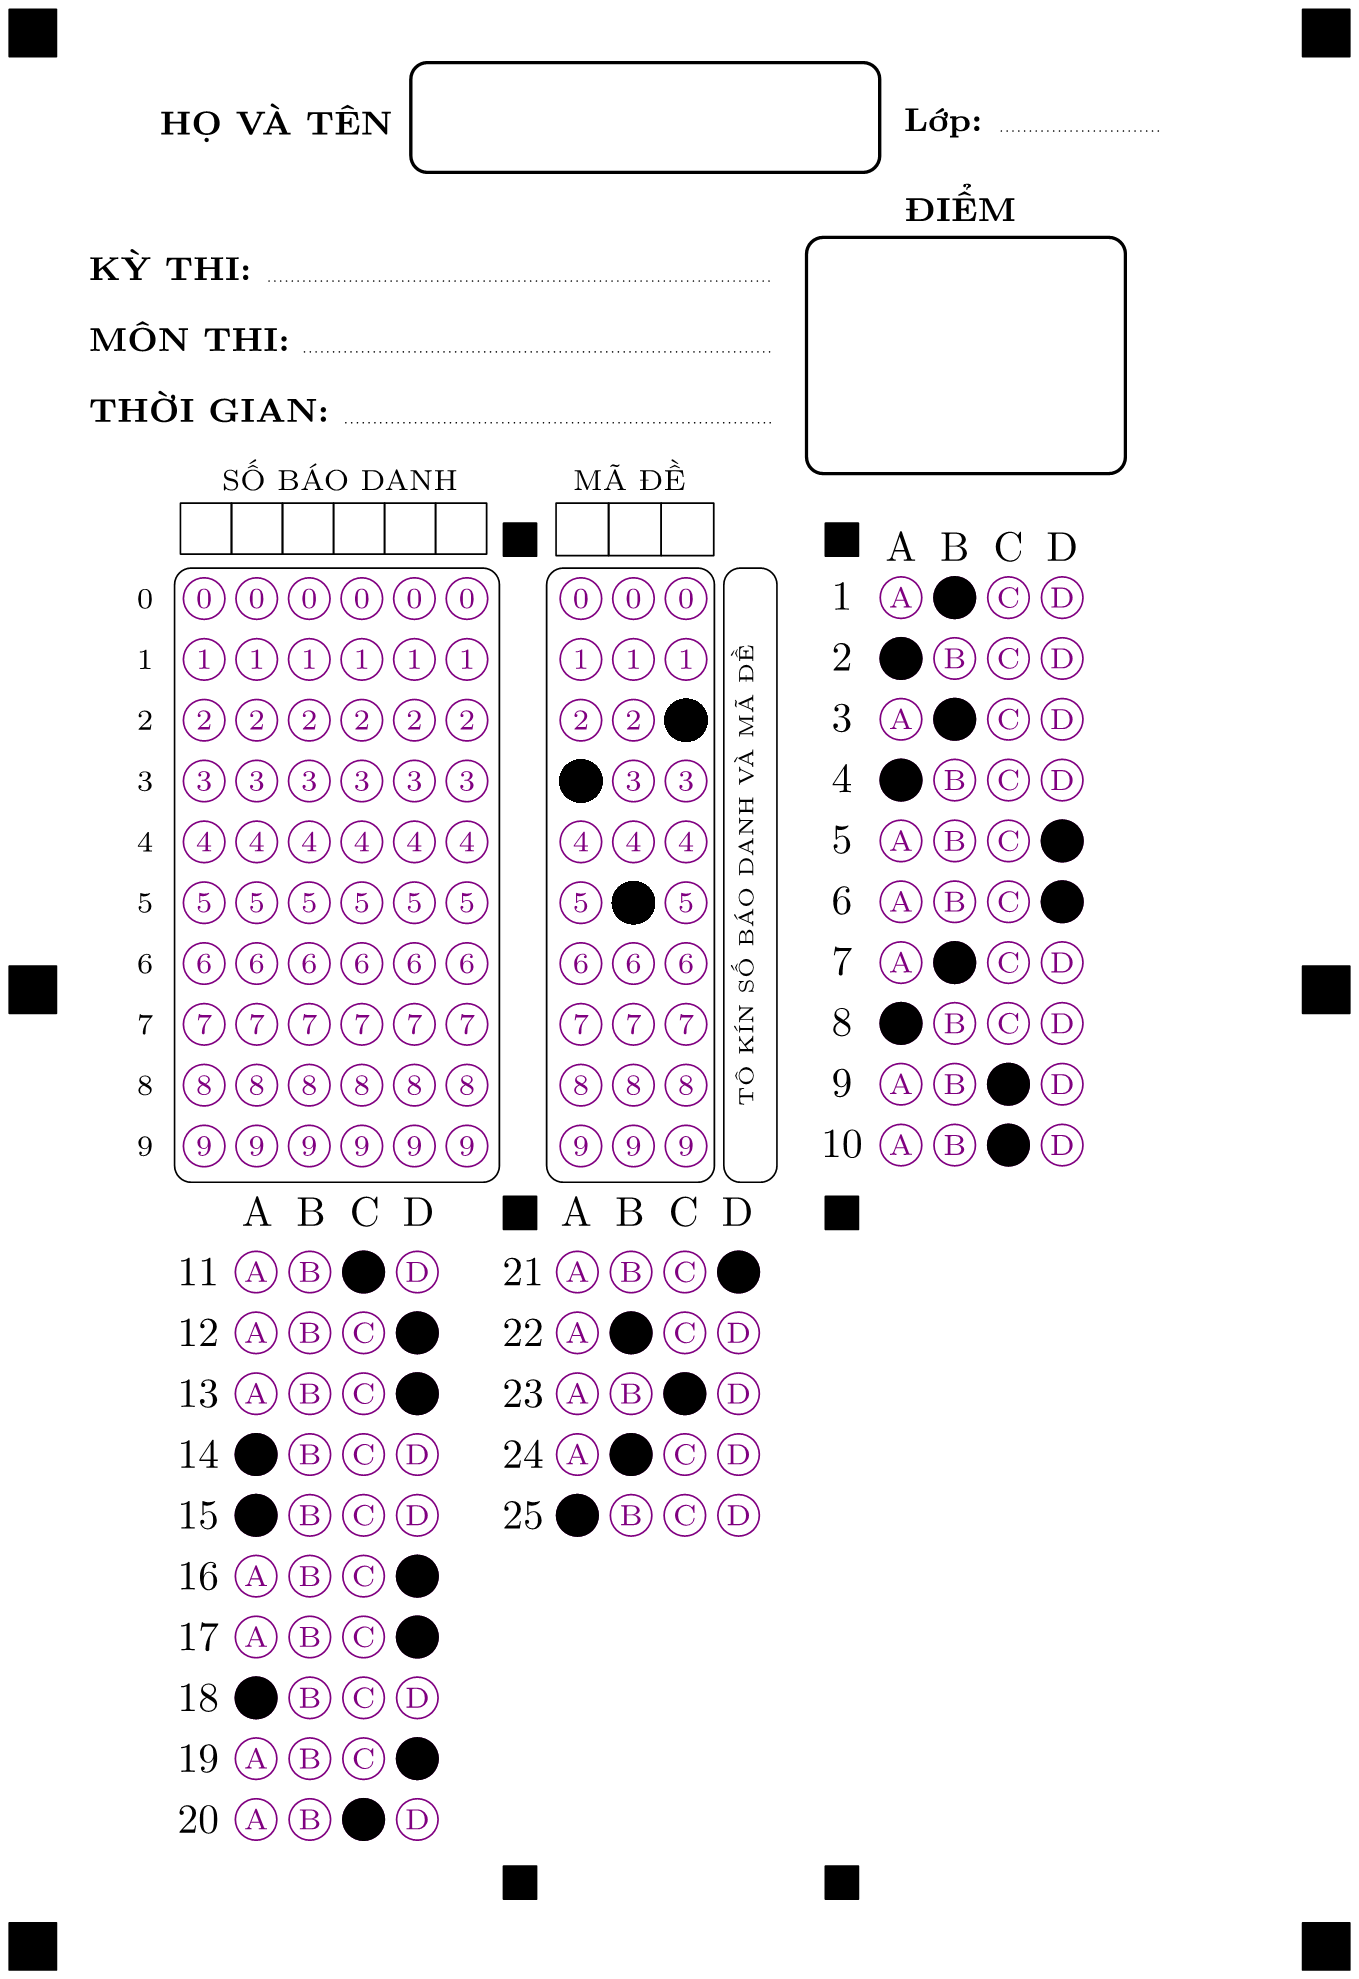 HỌ VÀ TÊN Lớp:
ĐIỂM
KỲ THI:
MÔN THI:
THỜI GIAN:
SỐ BÁO DANH MÃ ĐỀ
0 0 0 0 0 0 0 0 0 0
1 1 1 1 1 1 1 1 1 1
2 2 2 2 2 2 2 2 2
3 3 3 3 3 3 3 3 3
4 4 4 4 4 4 4 4 4 4
5 5 5 5 5 5 5 5 5
6 6 6 6 6 6 6 6 6 6
7 7 7 7 7 7 7 7 7 7
8 8 8 8 8 8 8 8 8 8
9 9 9 9 9 9 9 9 9 9
TÔ KÍN SỐ BÁO DANH VÀ MÃ ĐỀ
A B C D
1 A C D
2 B C D
3 A C D
4 B C D
5 A B C
6 A B C
7 A C D
8 B C D
9 A B D
10 A B D
A B C D
11 A B D
12 A B C
13 A B C
14 B C D
15 B C D
16 A B C
17 A B C
18 B C D
19 A B C
20 A B D
A B C D
21 A B C
22 A C D
23 A B D
24 A C D
25 B C D